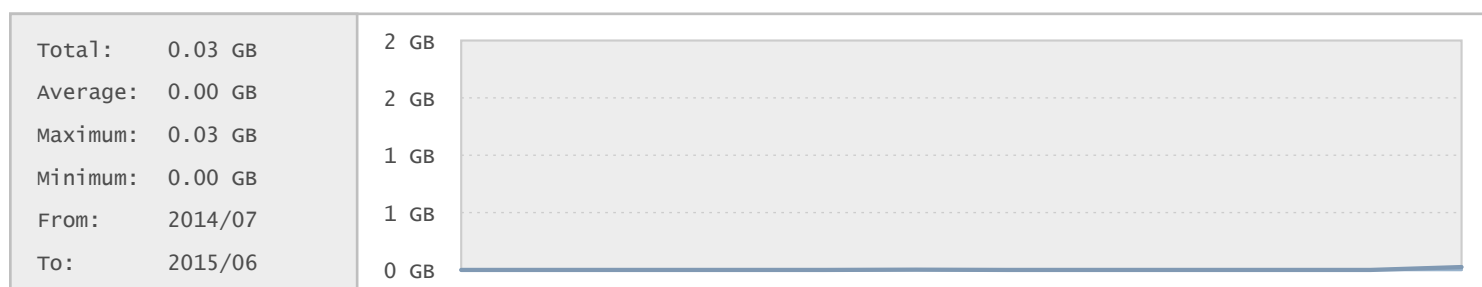 Total: 0.03 GB
Average: 0.00 GB
Maximum: 0.03 GB
Minimum: 0.00 GB
From: 2014/07
To: 2015/06
2 GB
2 GB
1 GB
1 GB
0 GB